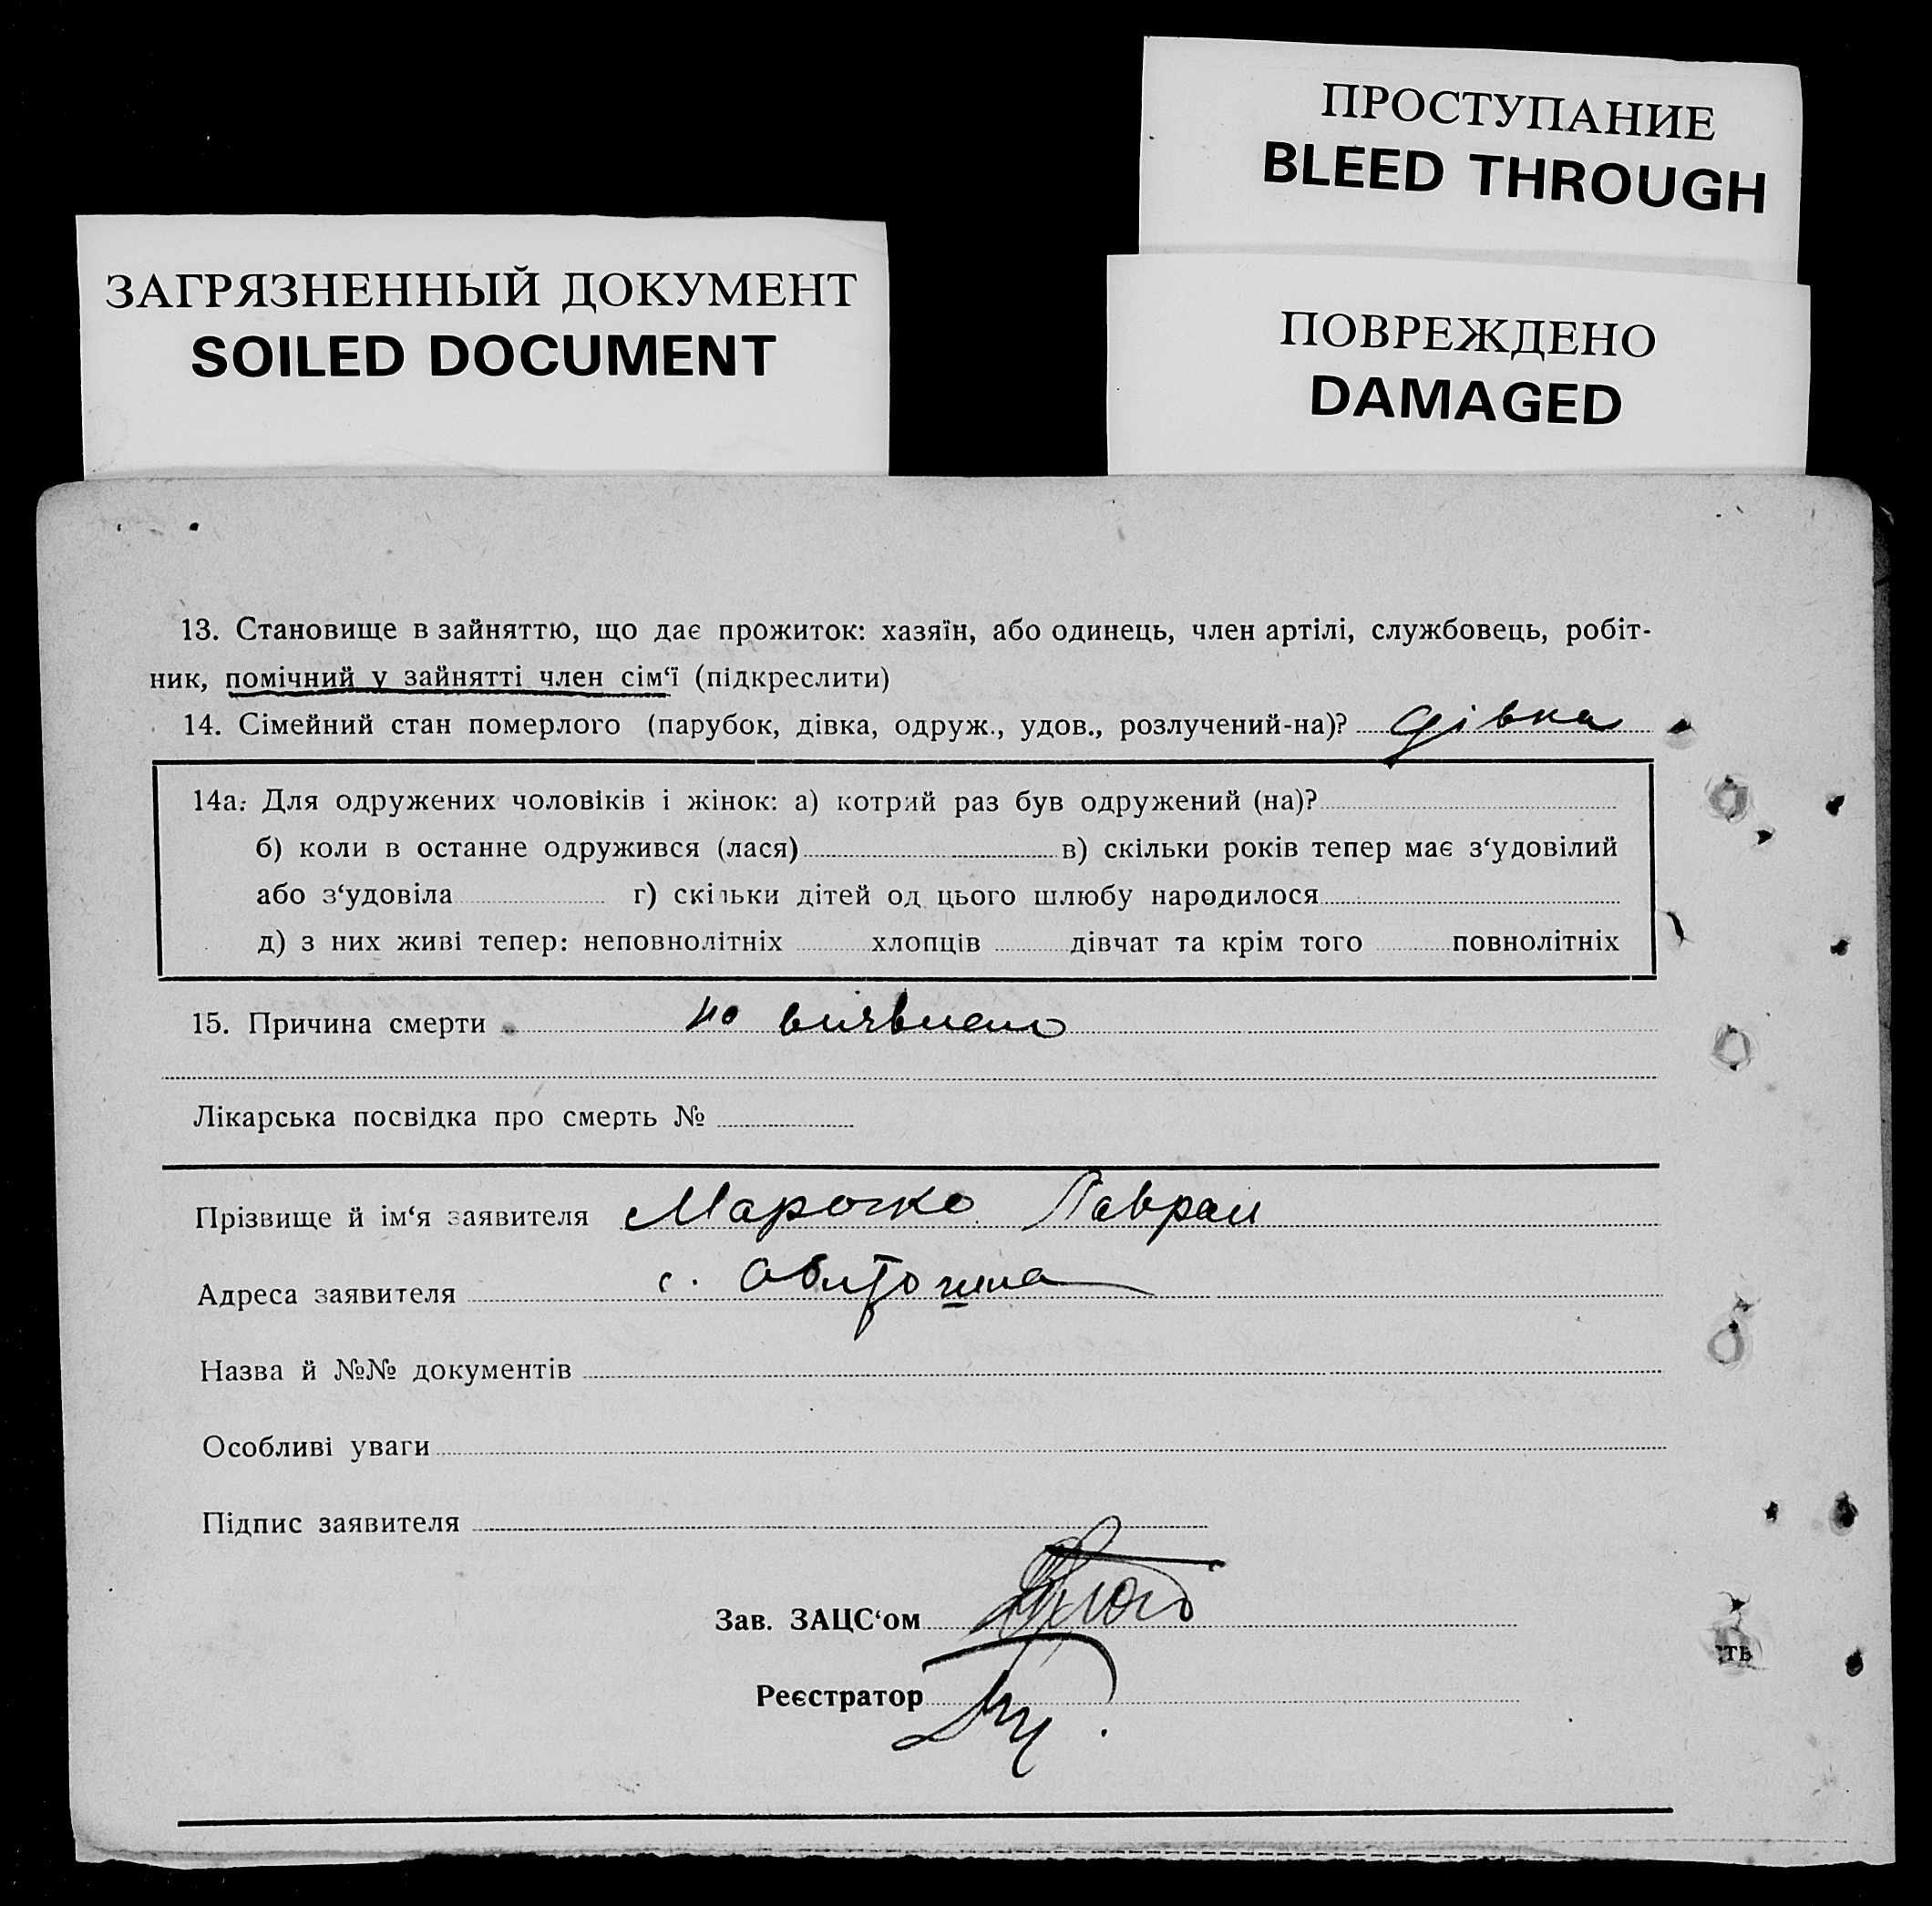 ПРОСТУПАНИЕ
BLEED THROUGH
ЗАГРЯЗНЕННЫЙ ДОКУМЕНТ
SOILED DOCUMENT
ПОВРЕЖДЕНО
DAMAGED
13. Становище в зайняттю, що дає прожиток: хазяїн, або одинець, член артілі, службовець, робіт-
ник, помічний у зайнятті член сім‘ї (підкреслити)
14. Сімейний стан померлого (парубок, дівка, одруж., удов., розлучений-на)? дівка
14а. Для одружених чоловіків і жінок: а) котрий раз був одружений (на)?
б) коли в останнє одружився (лася) в) скільки років тепер має з‘удовілий
або з‘удовіла г) скільки дітей од цього шлюбу народилося
д) з них живі тепер: неповнолітніх хлопців дівчат та крім того повнолітніх
15. Причина смерти не виявлено
Лікарська посвідка про смерть №
Прізвище й ім‘я заявителя Марочко
Адреса заявителя с.
Назва й №№ документів
Особливі уваги
Підпис заявителя
Зав. ЗАЦС‘ом
Реєстратор
ть